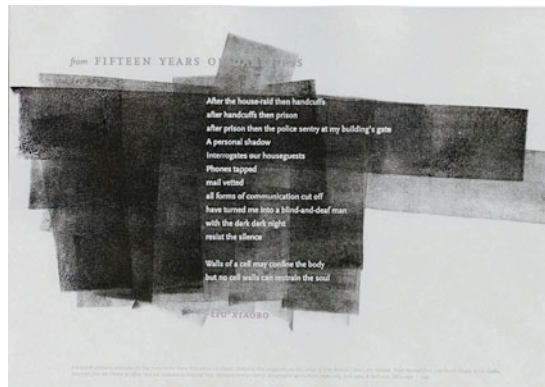 from FIFTEEN YEARS OF
After the house-raid then handcuffs
after handcuffs then prison
after prison then the police sentry at my building's gate
A personal shadow
Interrogates our houseguests
Phones tapped
mail vetted
all forms of communication cut off
have turned me into a blind-and-deaf man
with the dark dark night
resist the silence
Walls of a cell may confine the body
but no cell walls can restrain the soul
LIU XIAOBO